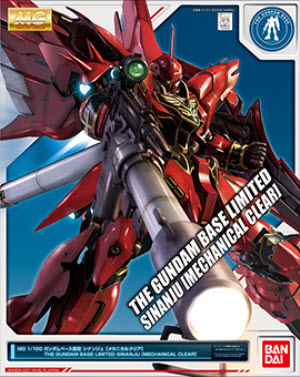 MG
THE GUNDAM BASE
THE GUNDAM BASE LIMITED
SINANJU [MECHANICAL CLEAR]
MG 1/100 ガンダムベース限定 シナンジュ [メカニカルクリア]
THE GUNDAM BASE LIMITED SINANJU [MECHANICAL CLEAR]
BAN
DAI